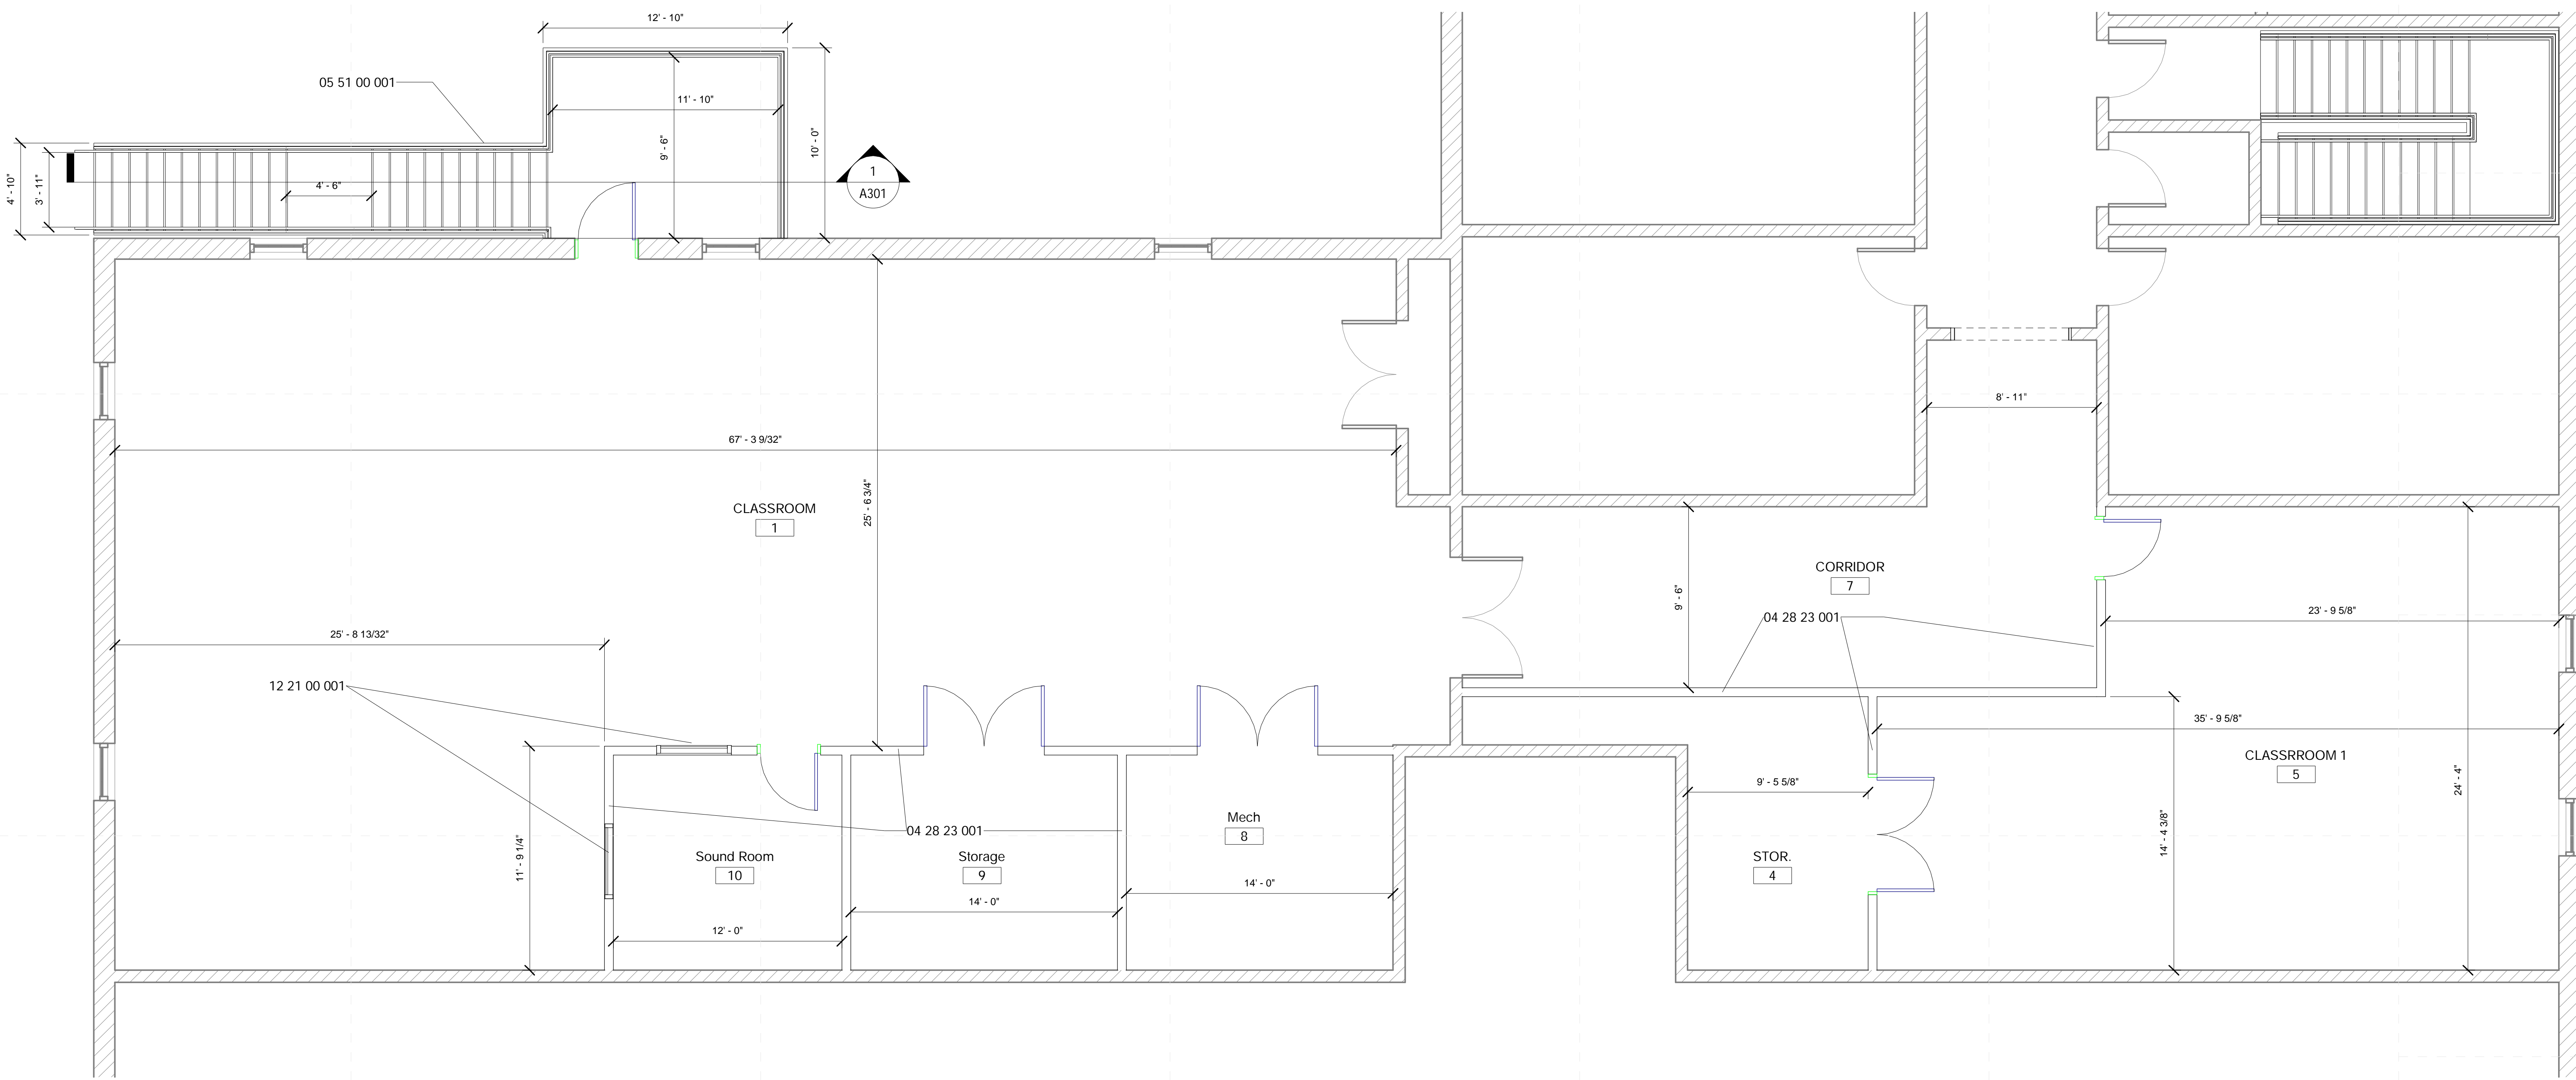 12' - 10"
05 51 00 001
11' - 10"
9' - 6"
10' - 0"
4' - 10"
3' - 11"
4' - 6"
1
A301
8' - 11"
67' - 3 9/32"
25' - 6 3/4"
CLASSROOM
1
CORRIDOR
7
9' - 6"
04 28 23 001
23' - 9 5/8"
25' - 8 13/32"
12 21 00 001
35' - 9 5/8"
CLASRROOM 1
5
24' - 4"
9' - 5 5/8"
14' - 4 3/8"
Mech
8
04 28 23 001
11' - 9 1/4"
Sound Room
10
Storage
9
STOR.
4
14' - 0"
14' - 0"
12' - 0"